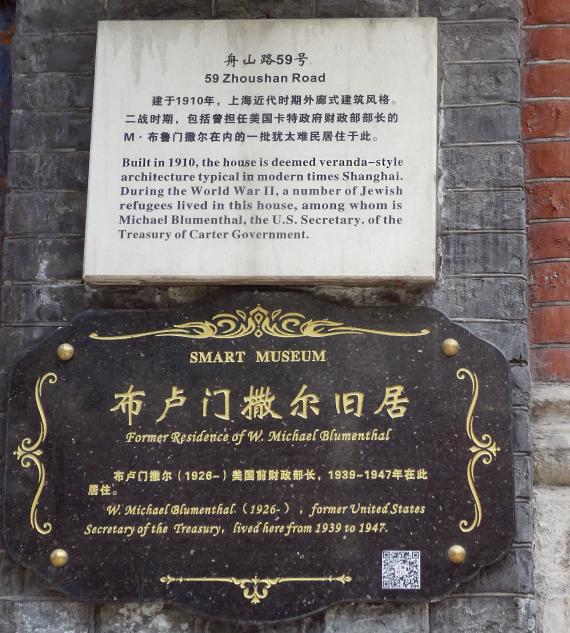 舟山路59号
59 Zhoushan Road
建于1910年，上海近代时期外廊式建筑风格。
二战时期，包括曾担任美国卡特政府财政部部长的
M·布鲁门撒尔在内的一批犹太难民居住于此。
Built in 1910, the house is deemed veranda-style
architecture typical in modern times Shanghai.
During the World War II, a number of Jewish
refugees lived in this house, among whom is
Michael Blumenthal, the U.S. Secretary. of the
Treasury of Carter Government.
SMART MUSEUM
布卢门撒尔旧居
Former Residence of W. Michael Blumenthal
布卢门撒尔（1926-）美国前财政部长，1939-1947年在此
居住。
W. Michael Blumenthal（1926-），former United States
Secretary of the Treasury, lived here from 1939 to 1947.